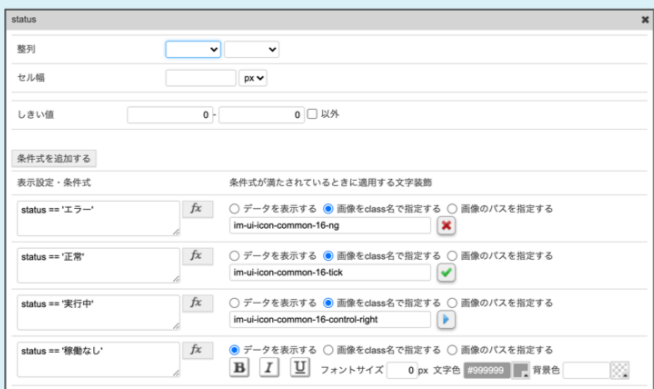 status
整列
セル幅 px
しきい値 0 - 0 以外
条件式を追加する
表示設定・条件式 条件式が満たされているときに適用する文字装飾
status == 'エラー' fx データを表示する 画像をclass名で指定する 画像のパスを指定する
im-ui-icon-common-16-ng
status == '正常' fx データを表示する 画像をclass名で指定する 画像のパスを指定する
im-ui-icon-common-16-tick
status == '実行中' fx データを表示する 画像をclass名で指定する 画像のパスを指定する
im-ui-icon-common-16-control-right
status == '稼働なし' fx データを表示する 画像をclass名で指定する 画像のパスを指定する
B I U フォントサイズ 0 px 文字色 #999999 背景色